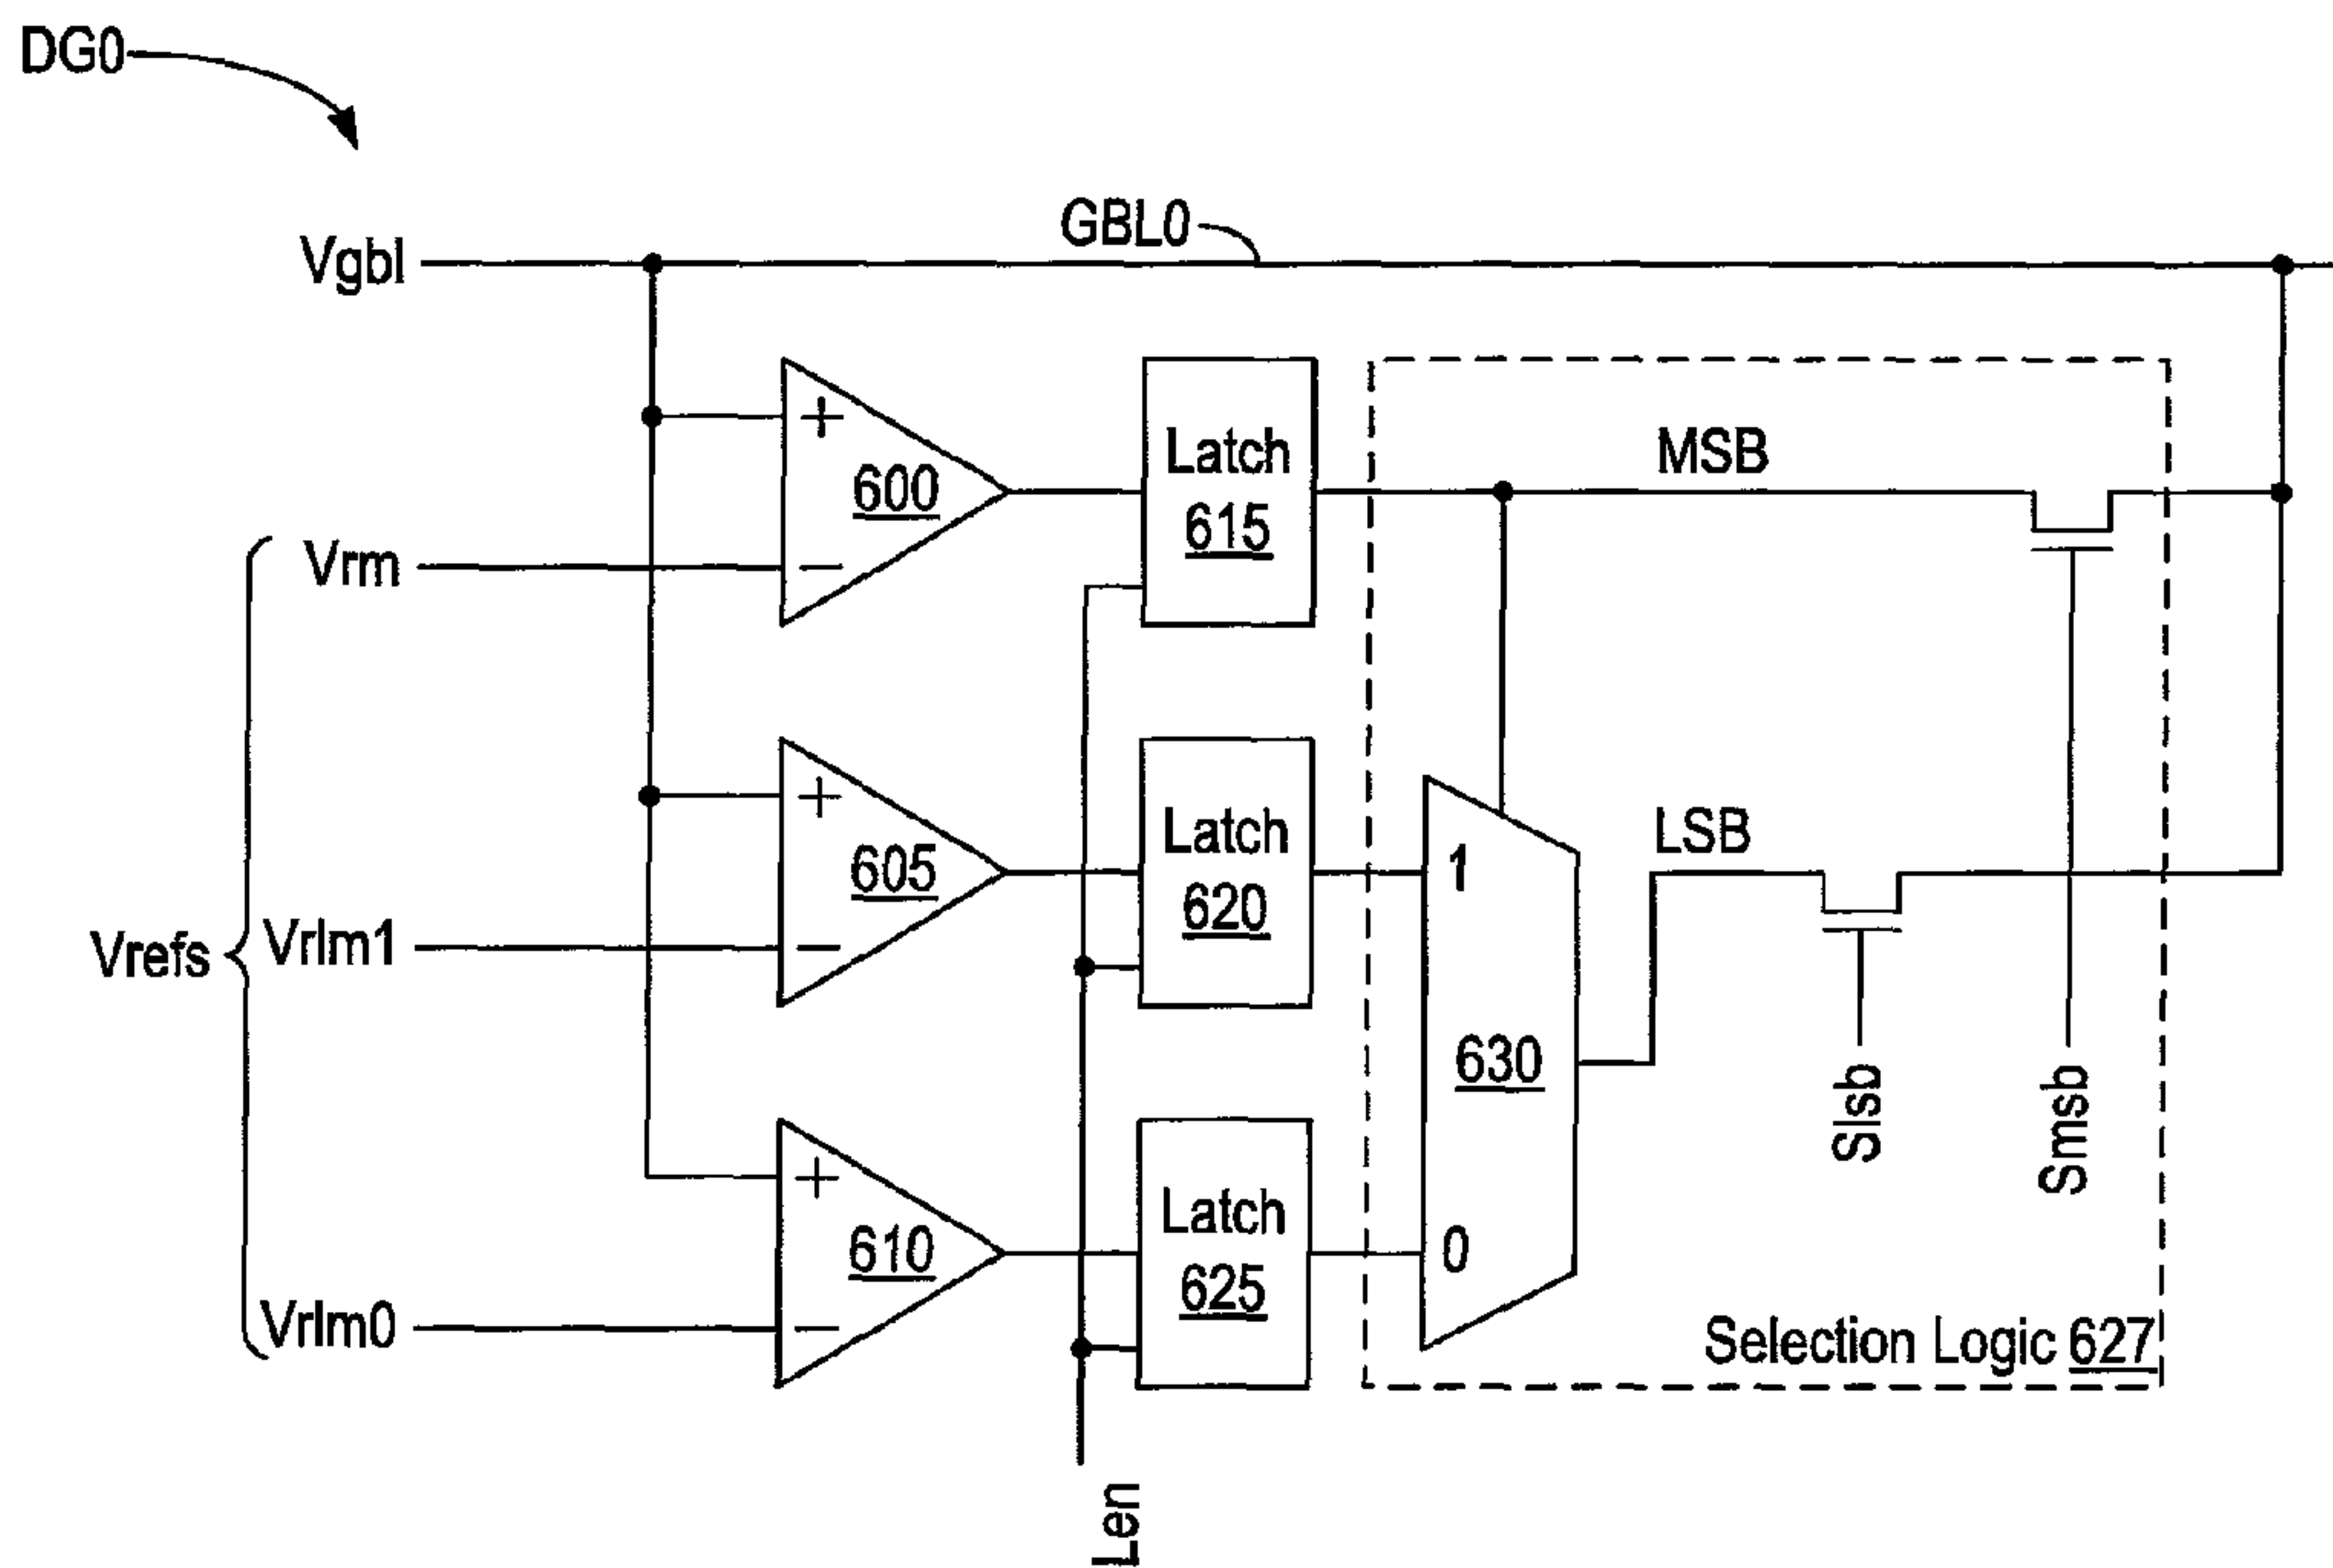 DG0
GBL0
Vgbl
+
600
−
Latch
615
MSB
Vrm
+
605
−
Latch
620
1
LSB
Vrefs
Vrlm1
630
Slsb
Smsb
+
610
−
Latch
625
0
Vrlm0
Selection Logic 627
Len